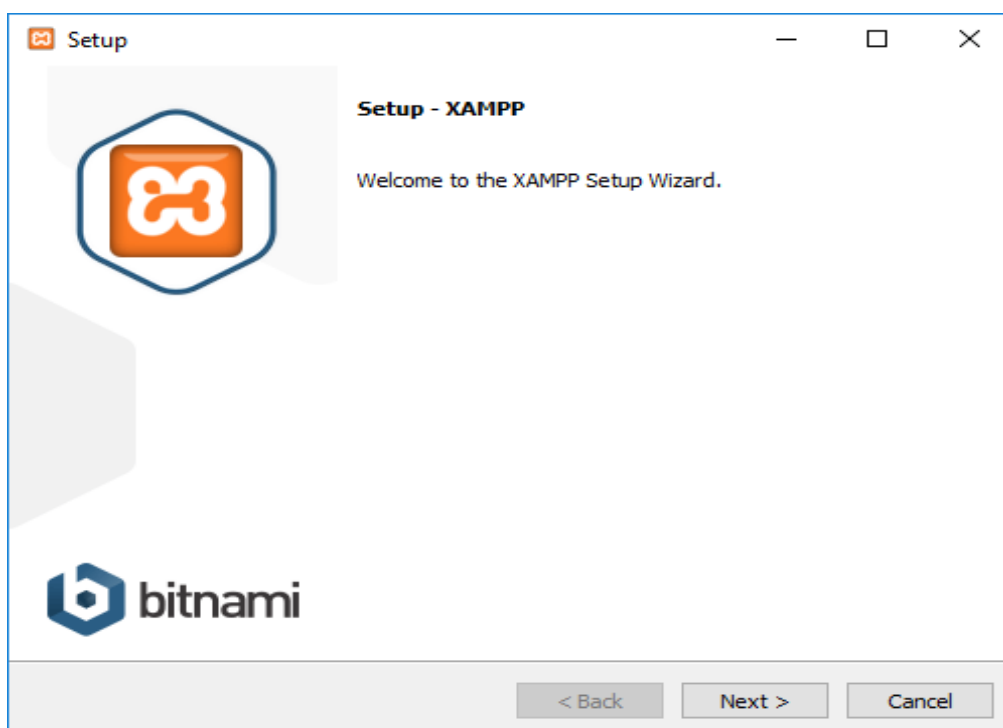 Setup
Setup - XAMPP
Welcome to the XAMPP Setup Wizard.
bitnami
< Back Next > Cancel